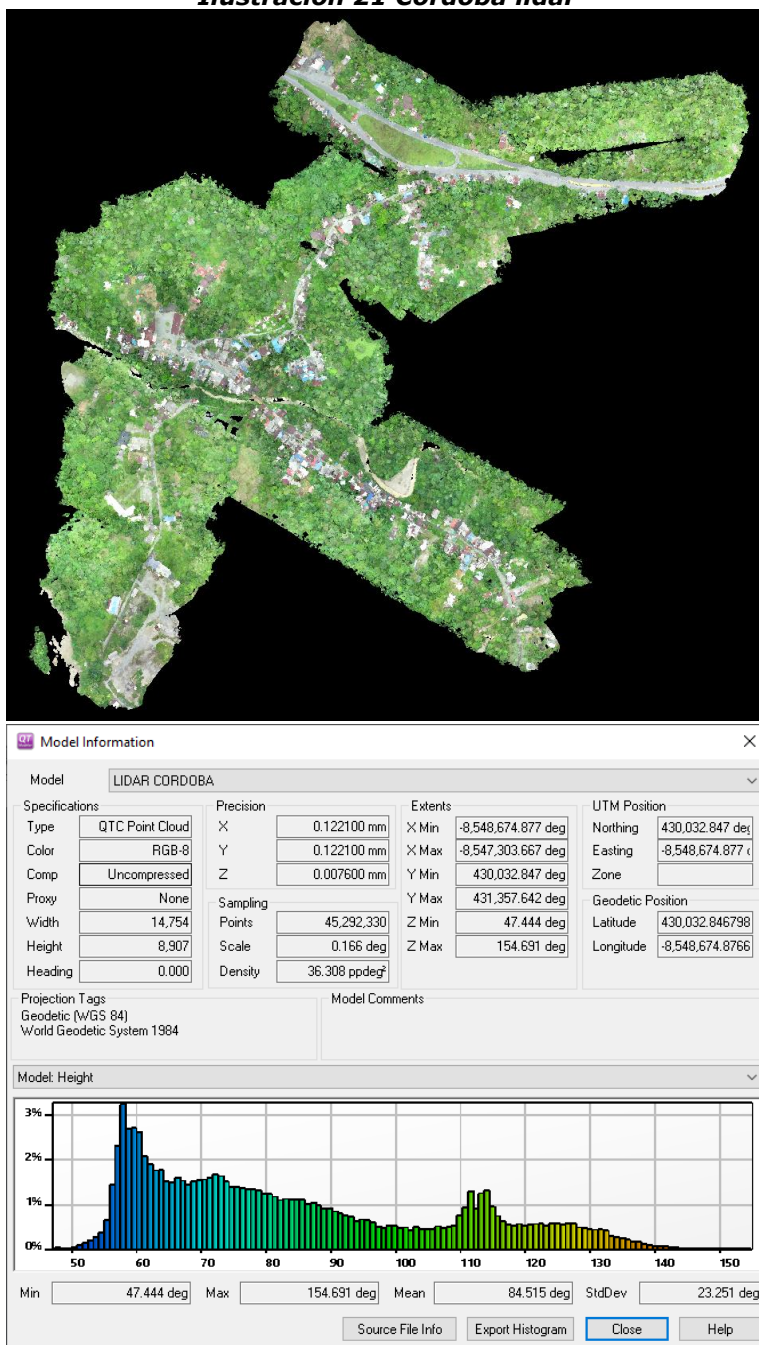 Ilustración 21 Córdoba lidar
QT Model Information
Model LIDAR CORDOBA
Specifications Precision Extents UTM Position
Type QTC Point Cloud X 0.122100 mm X Min -8,548,674.877 deg Northing 430,032.847 deg
Color RGB-8 Y 0.122100 mm X Max -8,547,303.667 deg Easting -8,548,674.877 (
Comp Uncompressed Z 0.007600 mm Y Min 430,032.847 deg Zone
Proxy None Sampling Y Max 431,357.642 deg Geodetic Position
Width 14,754 Points 45,292,330 Z Min 47.444 deg Latitude 430,032.846798
Height 8,907 Scale 0.166 deg Z Max 154.691 deg Longitude -8,548,674.8766
Heading 0.000 Density 36.308 ppdeg²
Projection Tags Model Comments
Geodetic (WGS 84)
World Geodetic System 1984
Model: Height
3%
2%
1%
0%
50 60 70 80 90 100 110 120 130 140 150
Min 47.444 deg Max 154.691 deg Mean 84.515 deg StdDev 23.251 deg
Source File Info Export Histogram Close Help